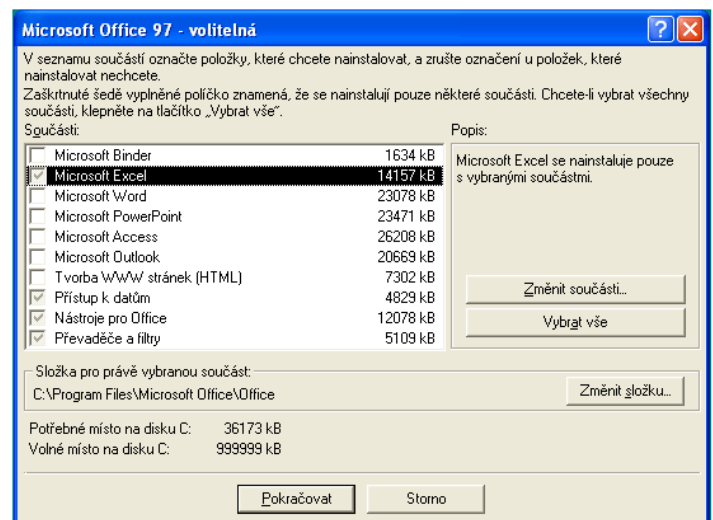 Microsoft Office 97 - volitelná
V seznamu součástí označte položky, které chcete nainstalovat, a zrušte označení u položek, které
nainstalovat nechcete.
Zaškrtnuté šedě vyplněné políčko znamená, že se nainstalují pouze některé součásti. Chcete-li vybrat všechny
součásti, klepněte na tlačítko „Vybrat vše“.
Součásti:
Popis:
Microsoft Binder 1634 kB
Microsoft Excel 14157 kB
Microsoft Word 23078 kB
Microsoft PowerPoint 23471 kB
Microsoft Access 26208 kB
Microsoft Outlook 20669 kB
Tvorba WWW stránek (HTML) 7302 kB
Přístup k datům 4829 kB
Nástroje pro Office 12078 kB
Převaděče a filtry 5109 kB
Microsoft Excel se nainstaluje pouze
s vybranými součástmi.
Změnit součásti...
Vybrat vše
Složka pro právě vybranou součást:
C:\Program Files\Microsoft Office\Office
Změnit složku...
Potřebné místo na disku C: 36173 kB
Volné místo na disku C: 999999 kB
Pokračovat
Storno